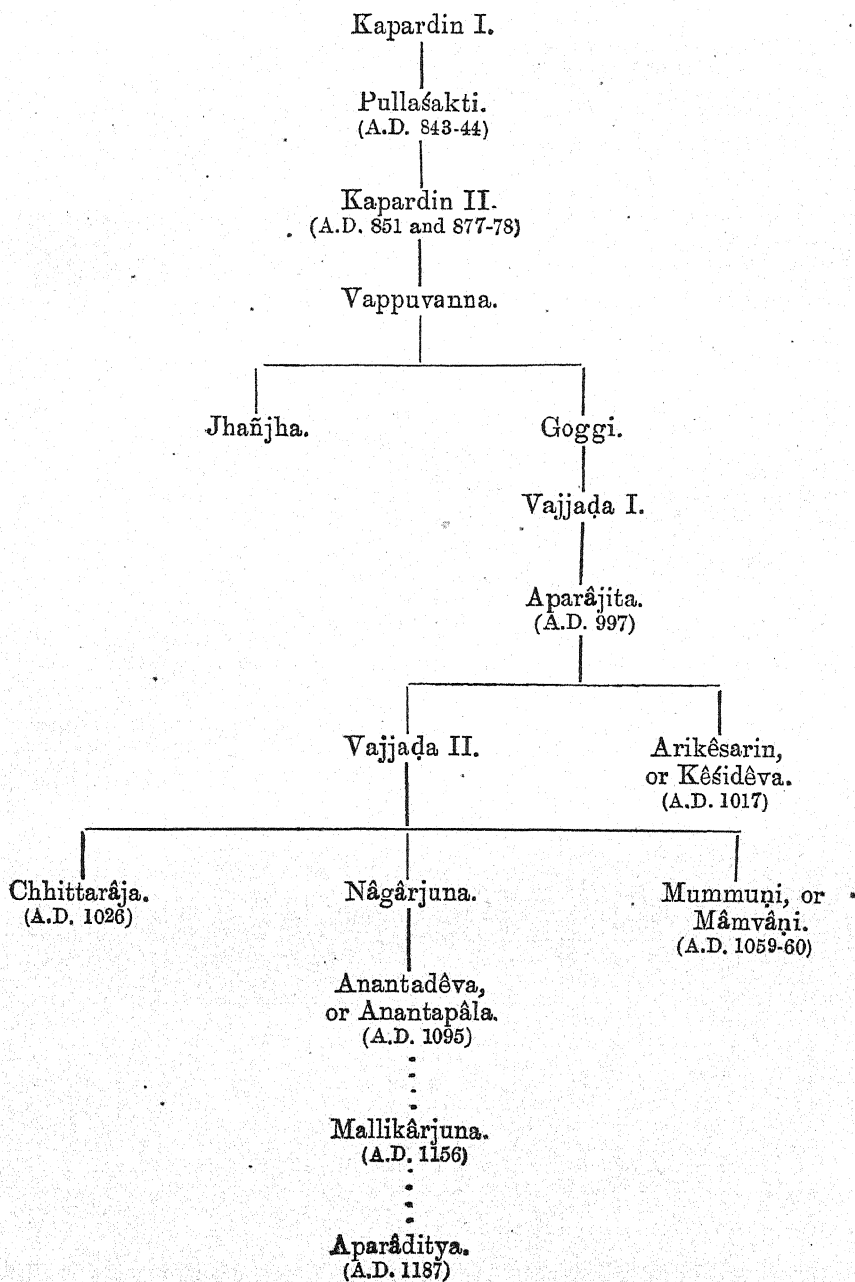 Kapardin I.
Pullaśakti.
(A.D. 843-44)
Kapardin II.
(A.D. 851 and 877-78)
Vappuvanna.
Jhañjha.
Goggi.
Vajjaḍa I.
Aparâjita.
(A.D. 997)
Vajjaḍa II.
Arikêsarin,
or Kêśidêva.
(A.D. 1017)
Chhittarâja.
(A.D. 1026)
Nâgârjuna.
Mummuṇi, or
Mâmvâṇi.
(A.D. 1059-60)
Anantadêva,
or Anantapâla.
(A.D. 1095)
Mallikârjuna.
(A.D. 1156)
Aparâditya.
(A.D. 1187)